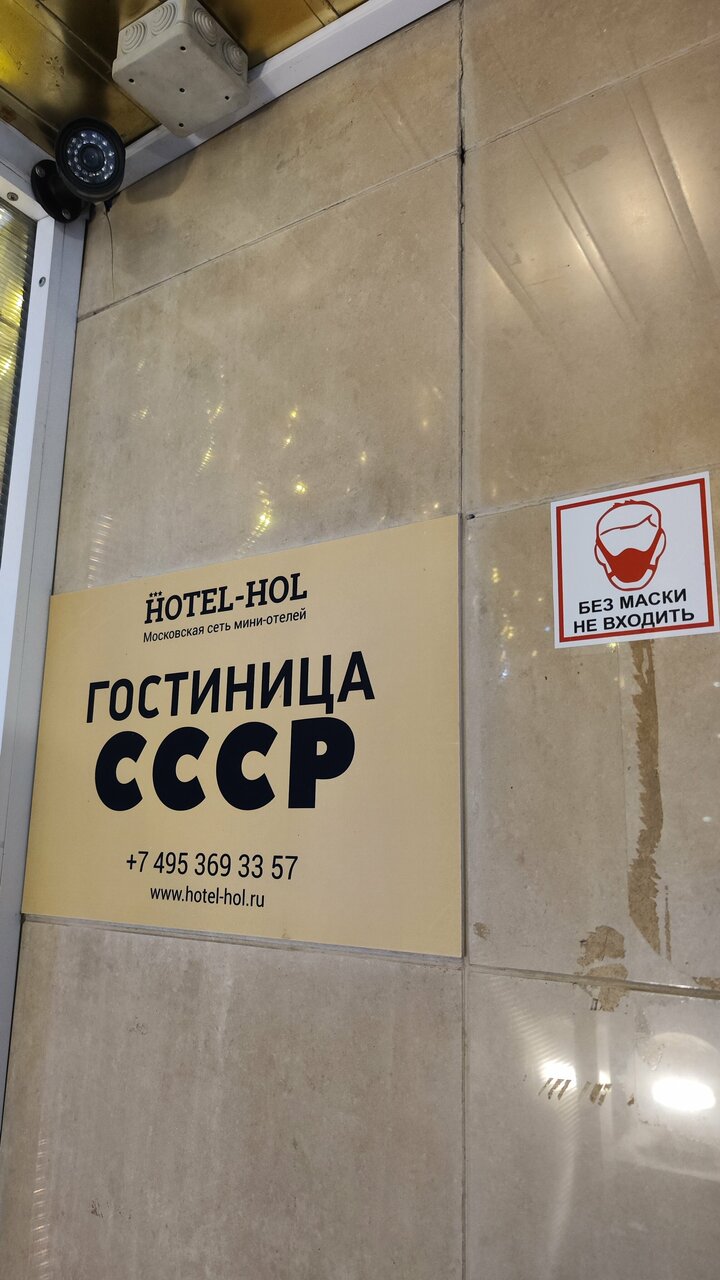 HOTEL-HOL
Московская сеть мини-отелей
ГОСТИНИЦА
СССР
+7 495 369 33 57
www.hotel-hol.ru
БЕЗ МАСКИ
НЕ ВХОДИТЬ